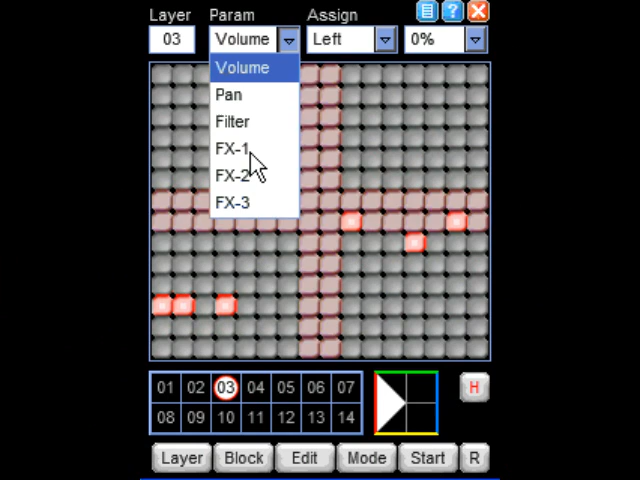 Layer Param Assign ?
03 Volume Left 0%
Volume
Pan
Filter
FX-1
FX-2
FX-3
01 02 03 04 05 06 07
08 09 10 11 12 13 14
H
Layer Block Edit Mode Start R